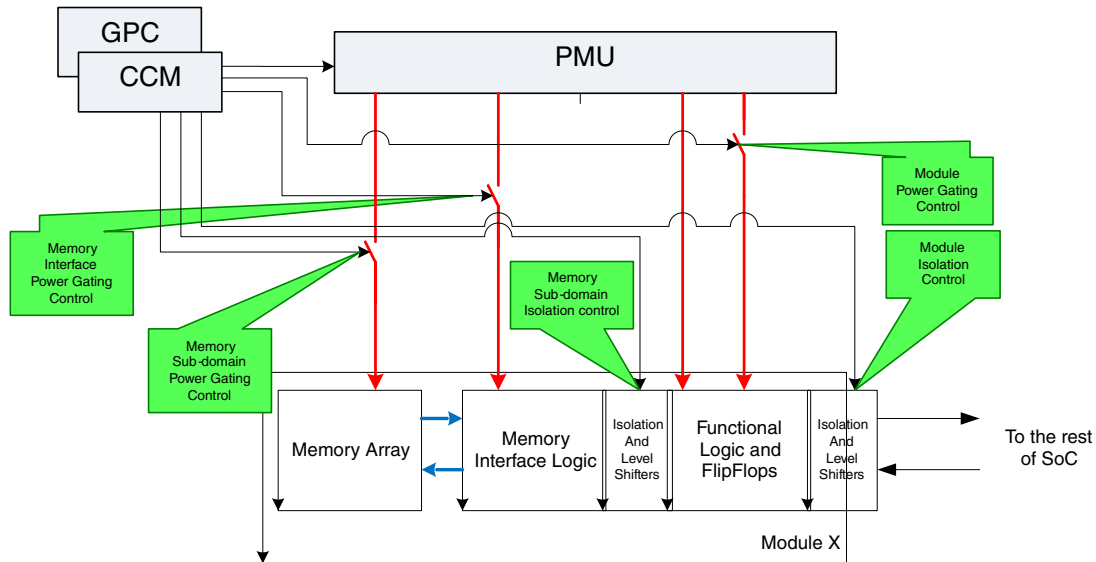 GPC
CCM
PMU
Module
Power Gating
Control
Memory
Interface
Power Gating
Control
Module
Isolation
Control
Memory
Sub-domain
Isolation control
Memory
Sub-domain
Power Gating
Control
Memory Array
Memory
Interface Logic
Isolation
And
Level
Shifters
Functional
Logic and
FlipFlops
Isolation
And
Level
Shifters
To the rest
of SoC
Module X